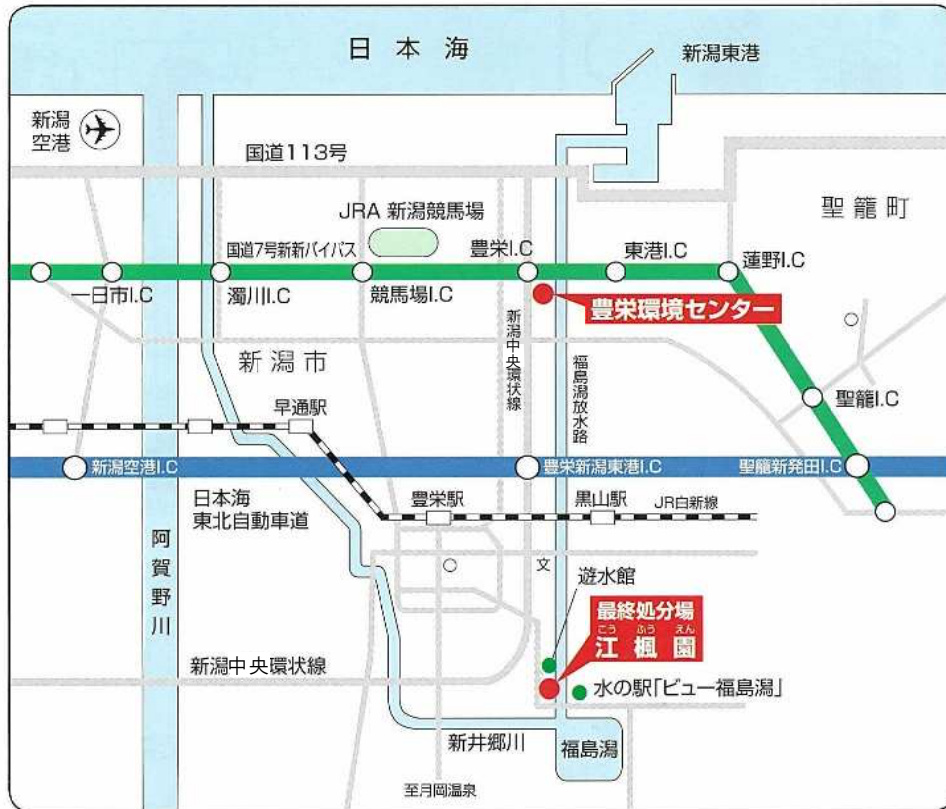 日本海
新潟東港
新潟
空港
国道113号
聖籠町
JRA 新潟競馬場
国道7号新新バイパス
豊栄I.C
東港I.C
蓮野I.C
一日市I.C
濁川I.C
競馬場I.C
豊栄環境センター
新潟中央環状線
福島潟放水路
新潟市
聖籠I.C
早通駅
新潟空港I.C
豊栄新潟東港I.C
聖籠新発田I.C
日本海
東北自動車道
豊栄駅
黒山駅
JR白新線
阿賀野川
文
遊水館
最終処分場
こう ふう えん
江楓園
新潟中央環状線
水の駅「ビュー福島潟」
新井郷川
福島潟
至月岡温泉